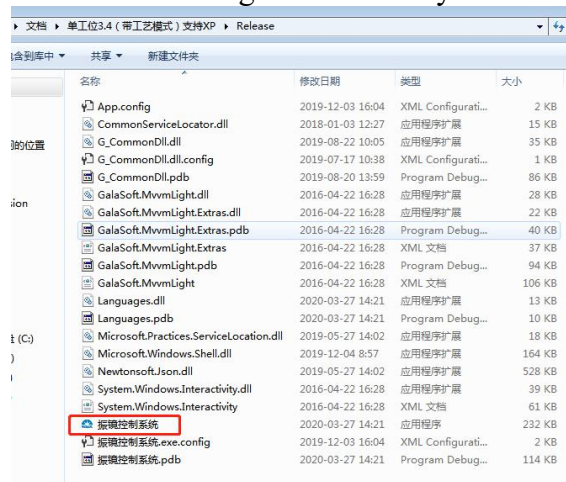 文档 ▸ 单工位3.4（带工艺模式）支持XP ▸ Release
含到库中 ▼ 共享 ▼ 新建文件夹
名称 修改日期 类型 大小
App.config 2019-12-03 16:04 XML Configurati... 2 KB
CommonServiceLocator.dll 2018-01-03 12:27 应用程序扩展 15 KB
G_CommonDll.dll 2019-08-22 10:05 应用程序扩展 35 KB
的位置 G_CommonDll.dll.config 2019-07-17 10:38 XML Configurati... 1 KB
G_CommonDll.pdb 2019-08-20 13:59 Program Debug... 86 KB
GalaSoft.MvvmLight.dll 2016-04-22 16:28 应用程序扩展 28 KB
sion GalaSoft.MvvmLight.Extras.dll 2016-04-22 16:28 应用程序扩展 22 KB
GalaSoft.MvvmLight.Extras.pdb 2016-04-22 16:28 Program Debug... 40 KB
GalaSoft.MvvmLight.Extras 2016-04-22 16:28 XML 文档 37 KB
GalaSoft.MvvmLight.pdb 2016-04-22 16:28 Program Debug... 94 KB
GalaSoft.MvvmLight 2016-04-22 16:28 XML 文档 106 KB
Languages.dll 2020-03-27 14:21 应用程序扩展 13 KB
Languages.pdb 2020-03-27 14:21 Program Debug... 10 KB
(C:) Microsoft.Practices.ServiceLocation.dll 2019-05-27 14:02 应用程序扩展 18 KB
Microsoft.Windows.Shell.dll 2019-12-04 8:57 应用程序扩展 164 KB
Newtonsoft.Json.dll 2019-05-27 14:02 应用程序扩展 528 KB
System.Windows.Interactivity.dll 2016-04-22 16:28 应用程序扩展 39 KB
System.Windows.Interactivity 2016-04-22 16:28 XML 文档 61 KB
振镜控制系统 2020-03-27 14:21 应用程序 232 KB
振镜控制系统.exe.config 2019-12-03 16:04 XML Configurati... 2 KB
振镜控制系统.pdb 2020-03-27 14:21 Program Debug... 114 KB